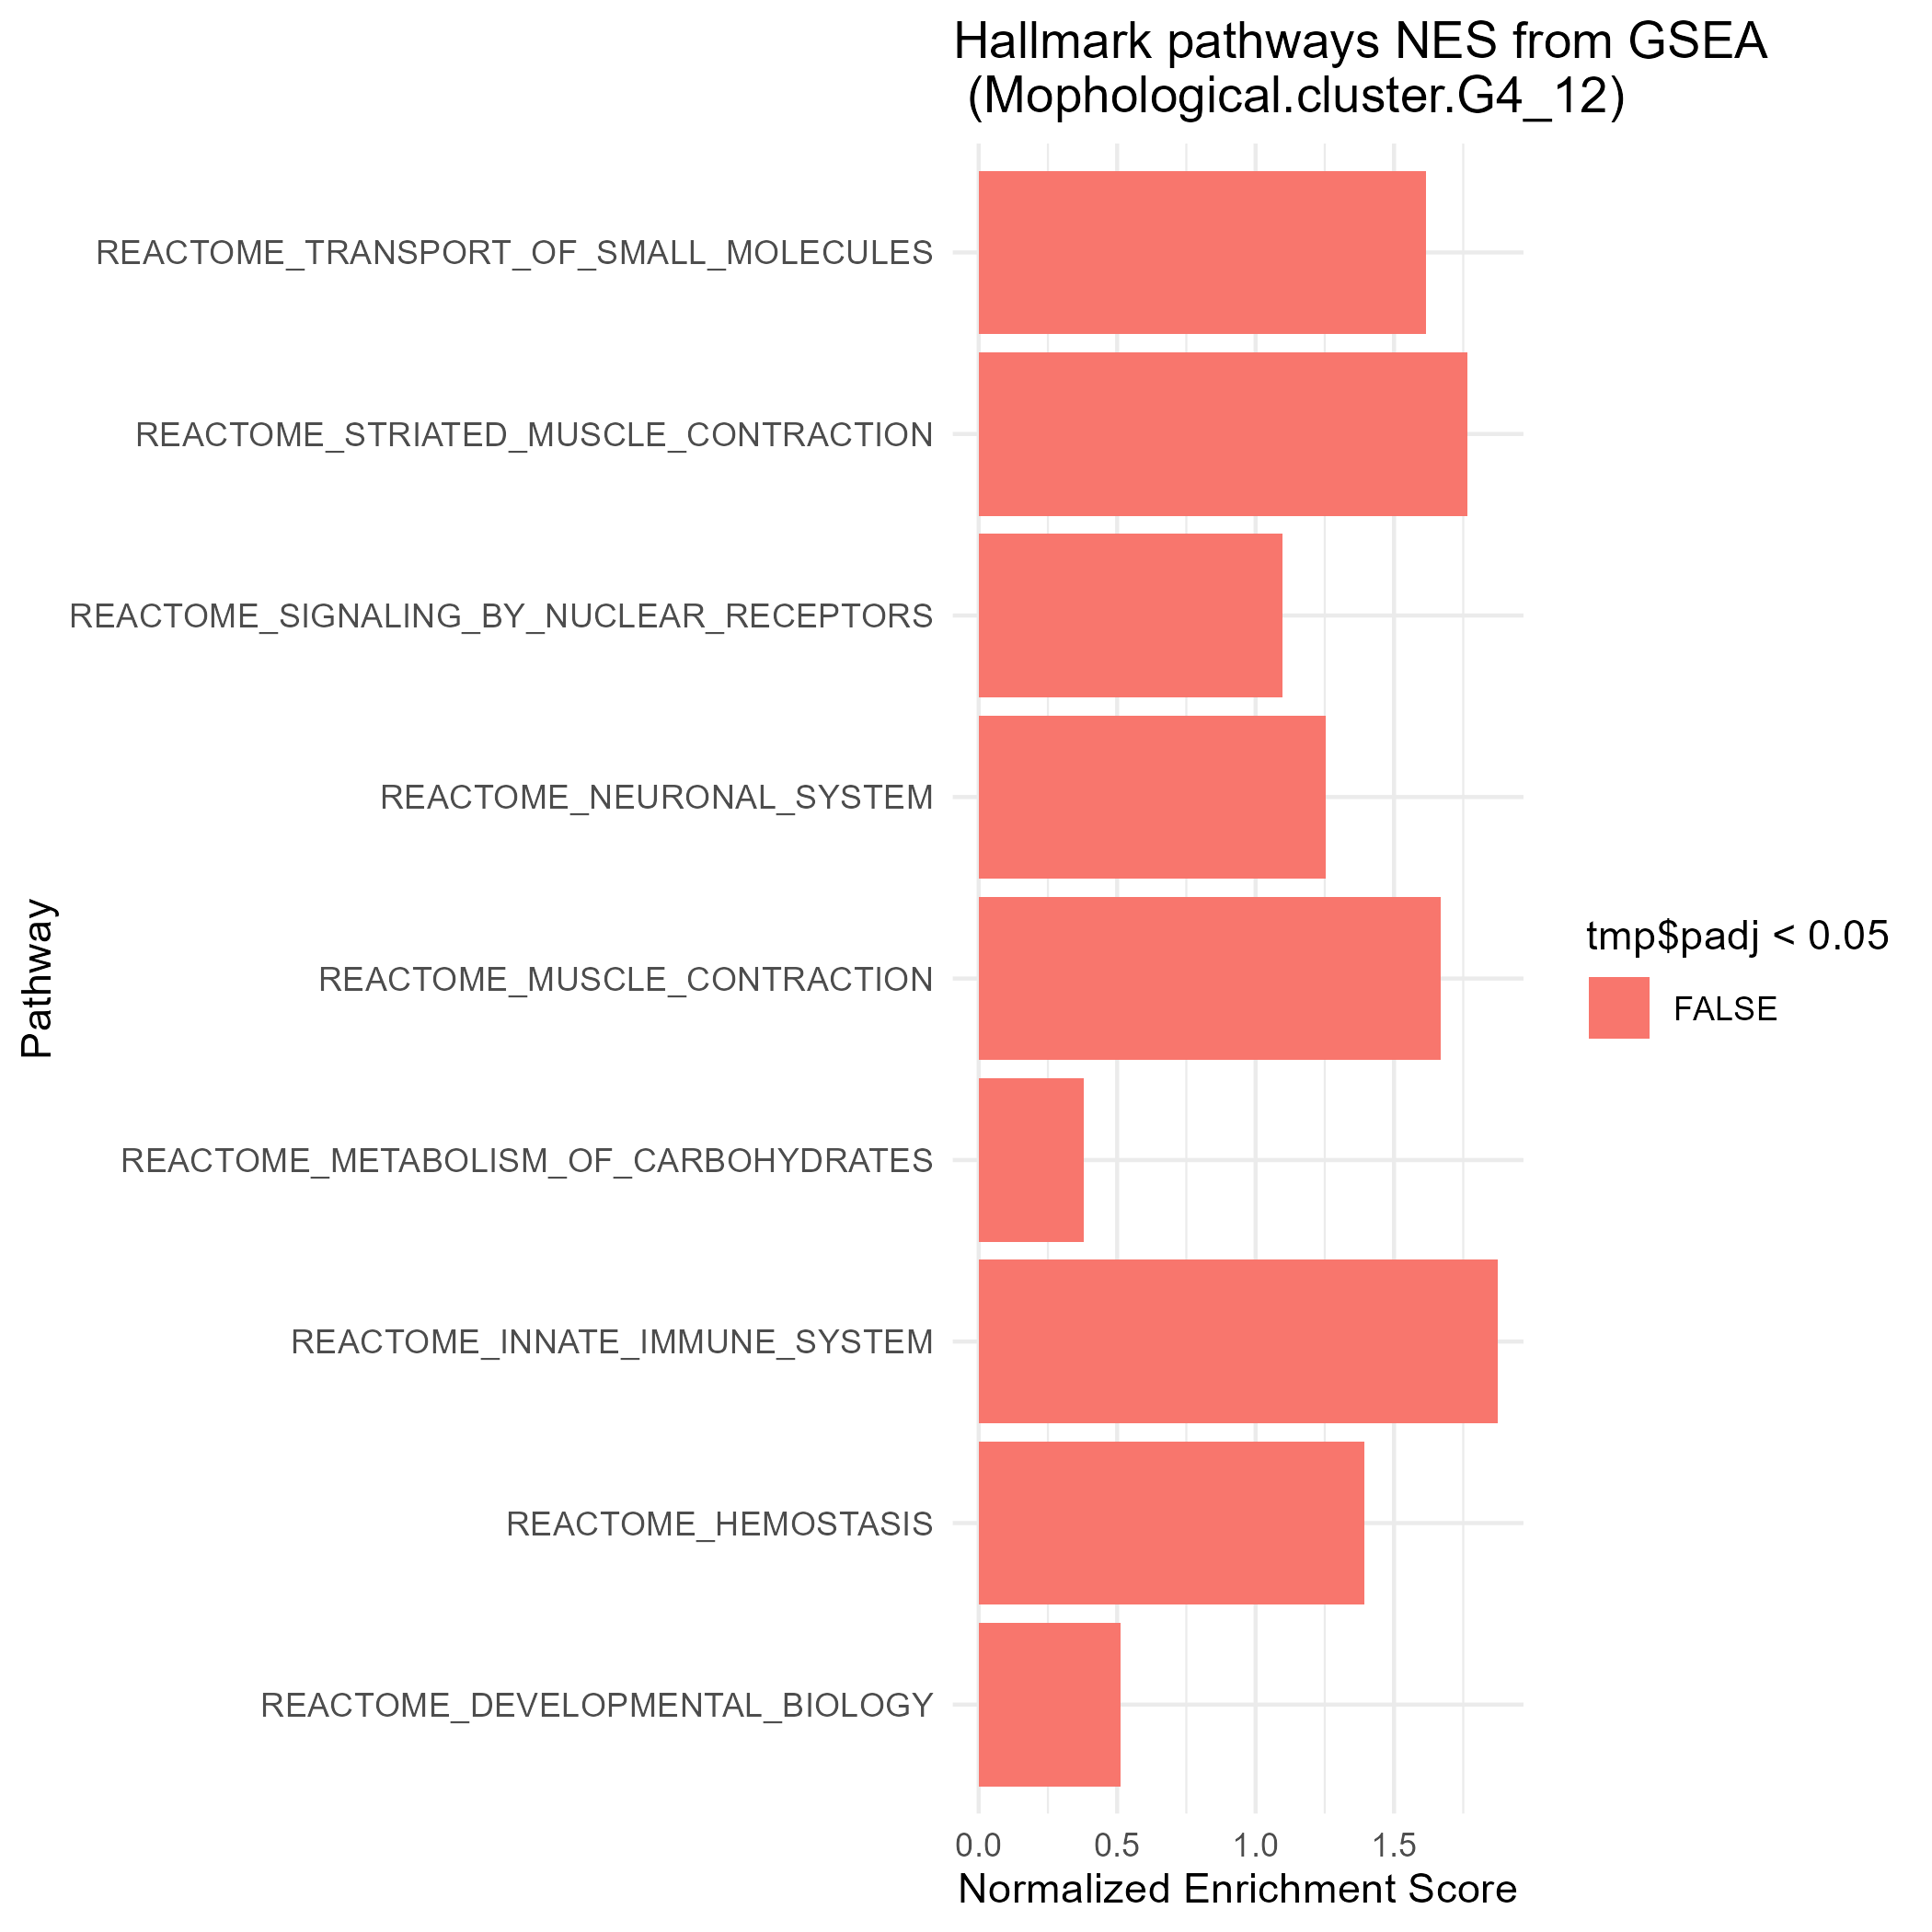 Hallmark pathways NES from GSEA
(Mophological.cluster.G4_12)
REACTOME_TRANSPORT_OF_SMALL_MOLECULES
REACTOME_STRIATED_MUSCLE_CONTRACTION
REACTOME_SIGNALING_BY_NUCLEAR_RECEPTORS
REACTOME_NEURONAL_SYSTEM
REACTOME_MUSCLE_CONTRACTION
REACTOME_METABOLISM_OF_CARBOHYDRATES
REACTOME_INNATE_IMMUNE_SYSTEM
REACTOME_HEMOSTASIS
REACTOME_DEVELOPMENTAL_BIOLOGY
Pathway
0.0 0.5 1.0 1.5
Normalized Enrichment Score
tmp$padj < 0.05
FALSE